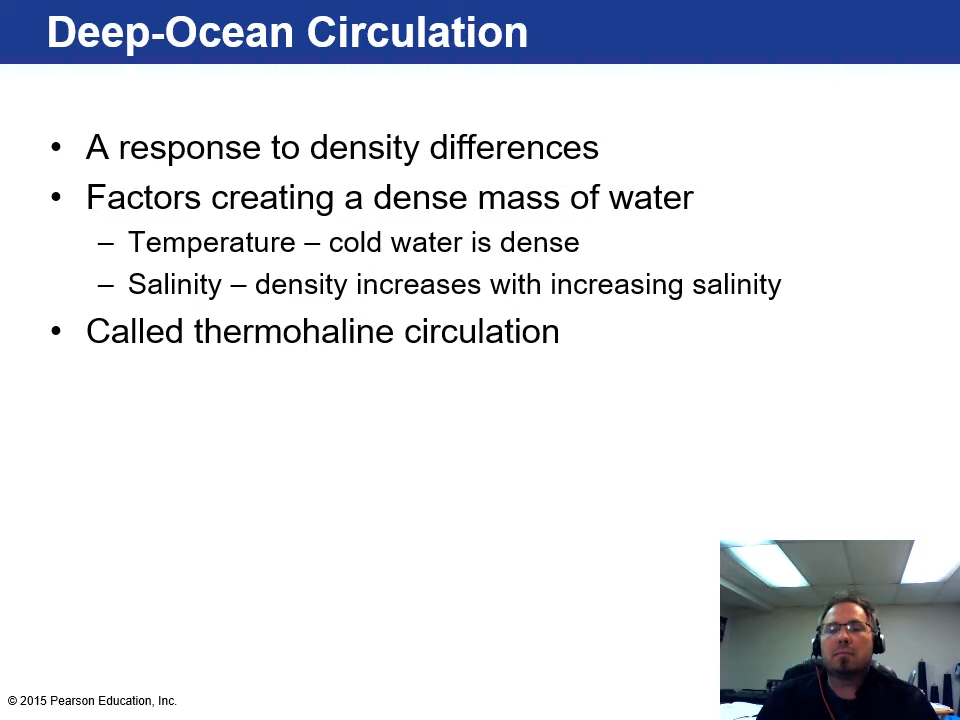 Deep-Ocean Circulation
• A response to density differences
• Factors creating a dense mass of water
– Temperature – cold water is dense
– Salinity – density increases with increasing salinity
• Called thermohaline circulation
© 2015 Pearson Education, Inc.